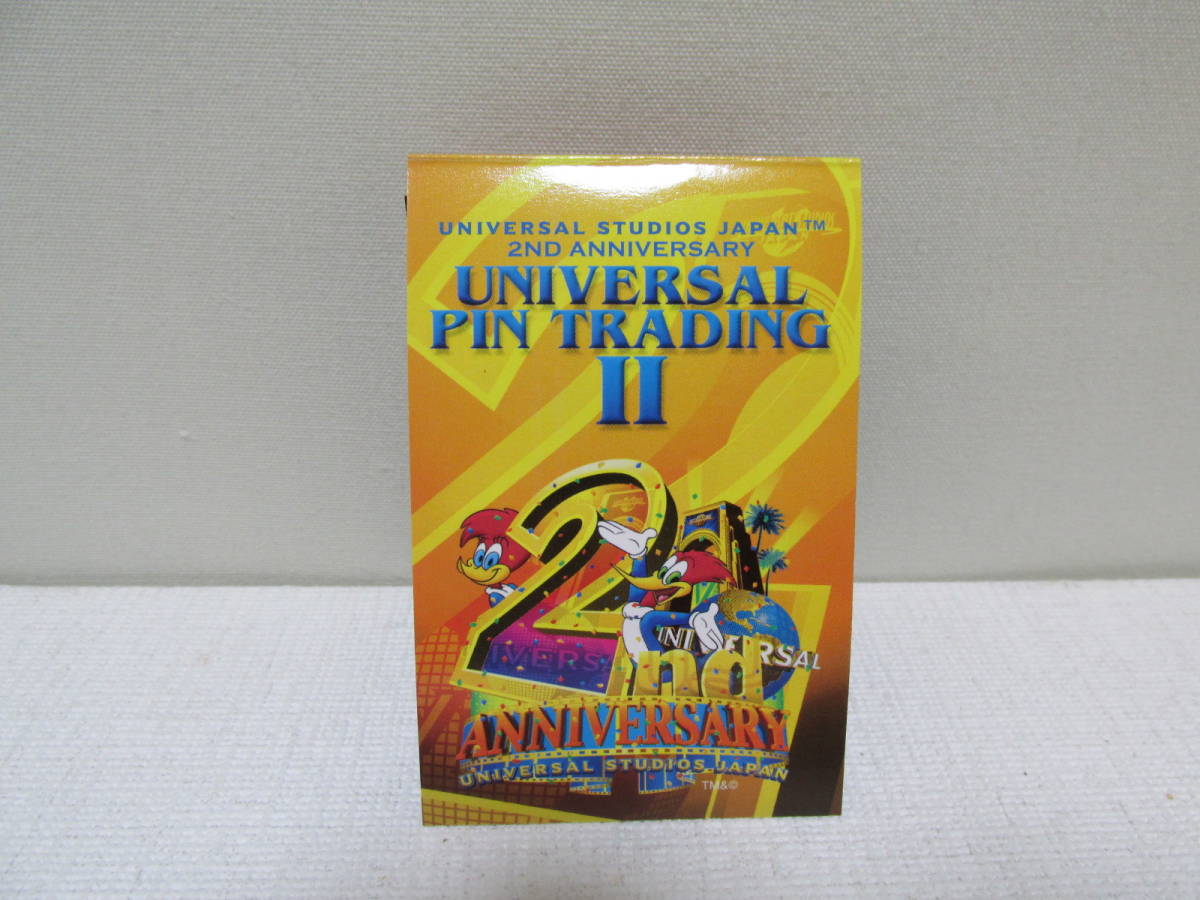 UNIVERSAL STUDIOS JAPAN™
2ND ANNIVERSARY
UNIVERSAL
PIN TRADING
II
2nd
UNIVERSAL
ANNIVERSARY
UNIVERSAL STUDIOS JAPAN
TM&©